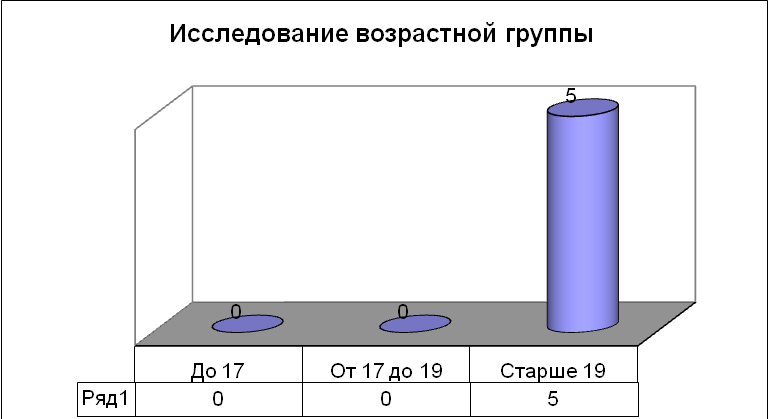 Исследование возрастной группы
5
0 0
До 17 От 17 до 19 Старше 19
Ряд1 0 0 5